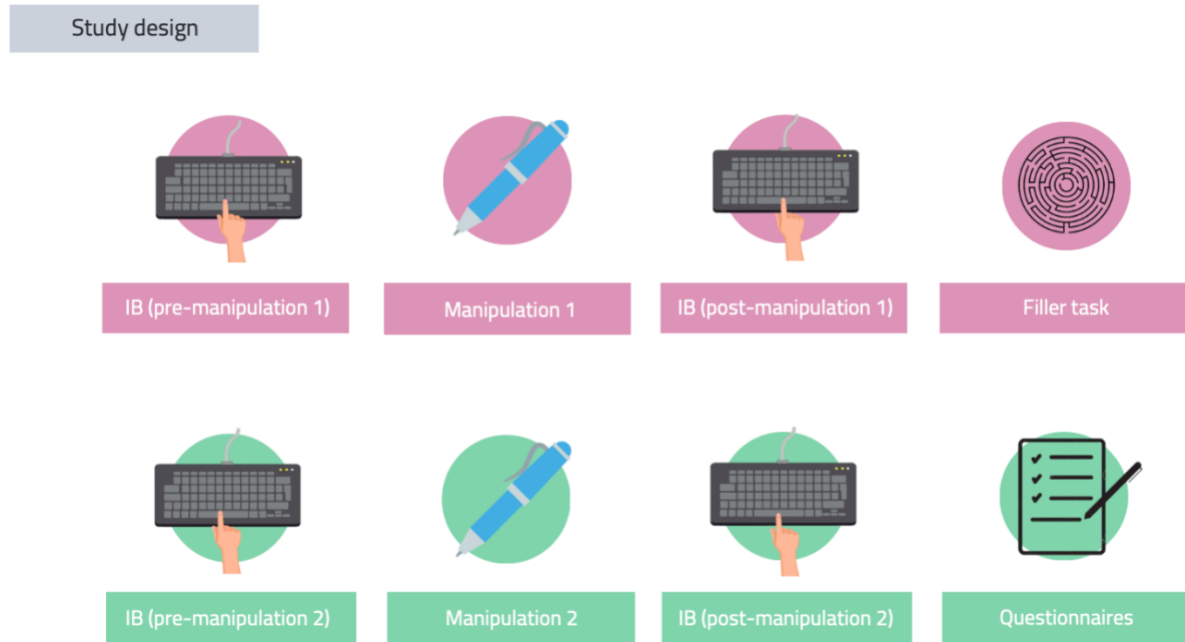 Study design
IB (pre-manipulation 1)
Manipulation 1
IB (post-manipulation 1)
Filler task
IB (pre-manipulation 2)
Manipulation 2
IB (post-manipulation 2)
Questionnaires